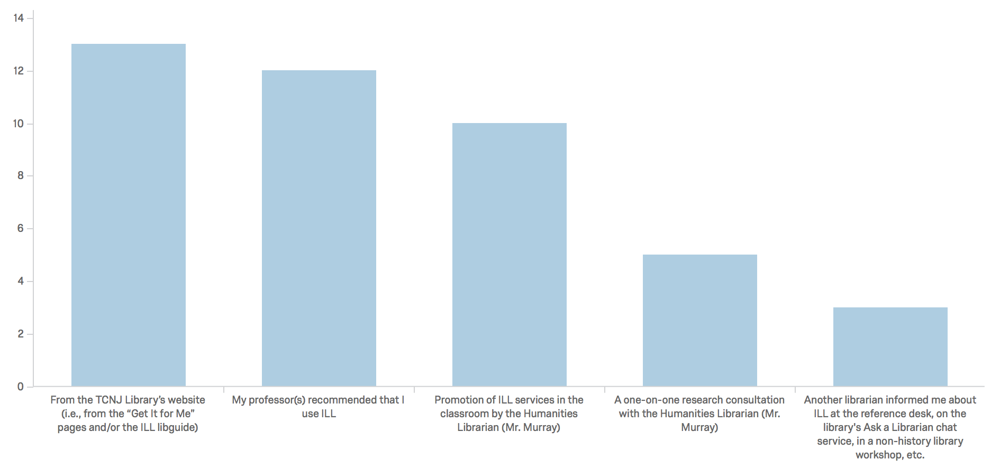 14
12
10
8
6
4
2
0
From the TCNJ Library’s website
(i.e., from the “Get It for Me”
pages and/or the ILL libguide)
My professor(s) recommended that I
use ILL
Promotion of ILL services in the
classroom by the Humanities
Librarian (Mr. Murray)
A one-on-one research consultation
with the Humanities Librarian (Mr.
Murray)
Another librarian informed me about
ILL at the reference desk, on the
library's Ask a Librarian chat
service, in a non-history library
workshop, etc.